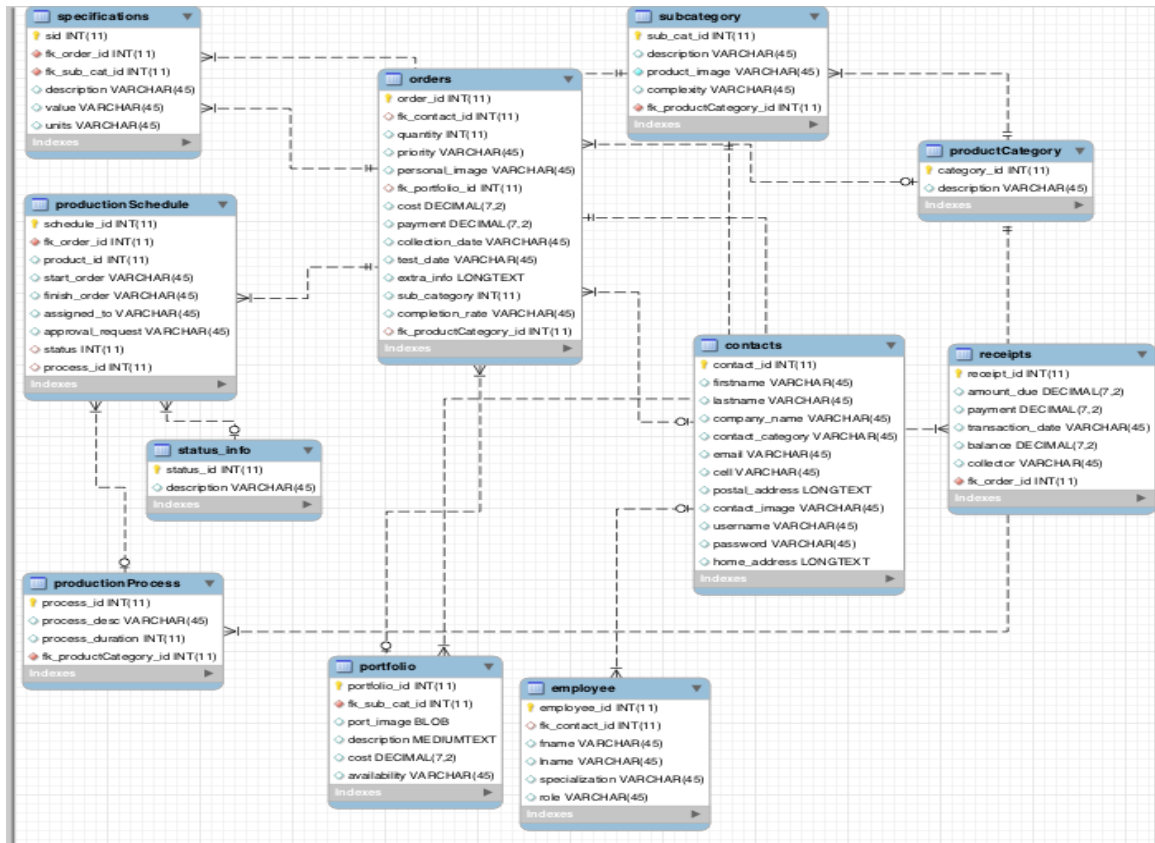 specifications
sid INT(11)
fk_order_id INT(11)
fk_sub_cat_id INT(11)
description VARCHAR(45)
value VARCHAR(45)
units VARCHAR(45)
Indexes
subcategory
sub_cat_id INT(11)
description VARCHAR(45)
product_image VARCHAR(45)
complexity VARCHAR(45)
fk_productCategory_id INT(11)
Indexes
orders
order_id INT(11)
fk_contact_id INT(11)
quantity INT(11)
priority VARCHAR(45)
personal_image VARCHAR(45)
fk_portfolio_id INT(11)
cost DECIMAL(7,2)
payment DECIMAL(7,2)
collection_date VARCHAR(45)
test_date VARCHAR(45)
extra_info LONGTEXT
sub_category INT(11)
completion_rate VARCHAR(45)
fk_productCategory_id INT(11)
Indexes
productCategory
category_id INT(11)
description VARCHAR(45)
Indexes
productionSchedule
schedule_id INT(11)
fk_order_id INT(11)
product_id INT(11)
start_order VARCHAR(45)
finish_order VARCHAR(45)
assigned_to VARCHAR(45)
approval_request VARCHAR(45)
status INT(11)
process_id INT(11)
Indexes
contacts
contact_id INT(11)
firstname VARCHAR(45)
lastname VARCHAR(45)
company_name VARCHAR(45)
contact_category VARCHAR(45)
email VARCHAR(45)
cell VARCHAR(45)
postal_address LONGTEXT
contact_image VARCHAR(45)
username VARCHAR(45)
password VARCHAR(45)
home_address LONGTEXT
Indexes
receipts
receipt_id INT(11)
amount_due DECIMAL(7,2)
payment DECIMAL(7,2)
transaction_date VARCHAR(45)
balance DECIMAL(7,2)
collector VARCHAR(45)
fk_order_id INT(11)
Indexes
status_info
status_id INT(11)
description VARCHAR(45)
Indexes
productionProcess
process_id INT(11)
process_desc VARCHAR(45)
process_duration INT(11)
fk_productCategory_id INT(11)
Indexes
portfolio
portfolio_id INT(11)
fk_sub_cat_id INT(11)
port_image BLOB
description MEDIUMTEXT
cost DECIMAL(7,2)
availability VARCHAR(45)
Indexes
employee
employee_id INT(11)
fk_contact_id INT(11)
fname VARCHAR(45)
lname VARCHAR(45)
specialization VARCHAR(45)
role VARCHAR(45)
Indexes